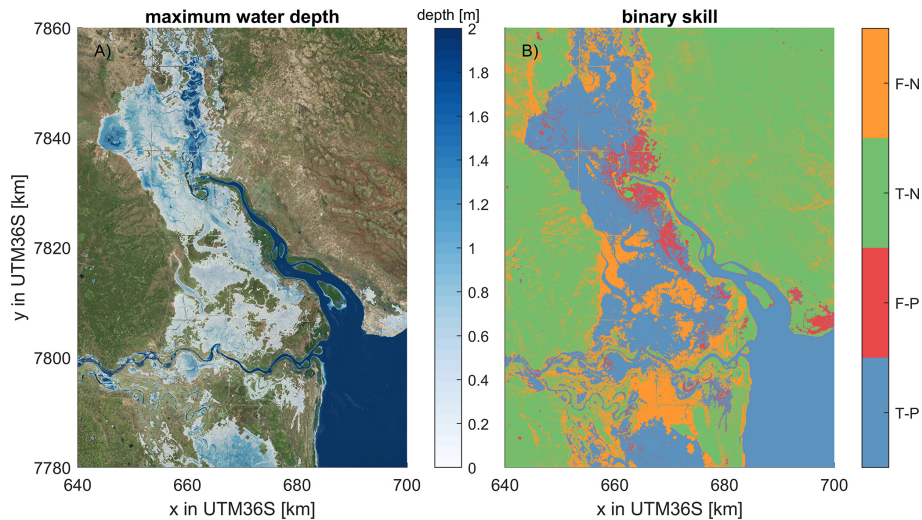 maximum water depth
depth [m]
binary skill
A)
B)
7860
7840
7820
7800
7780
y in UTM36S [km]
640
660
680
700
x in UTM36S [km]
2
1.8
1.6
1.4
1.2
1
0.8
0.6
0.4
0.2
0
640
660
680
700
x in UTM36S [km]
F-N
T-N
F-P
T-P